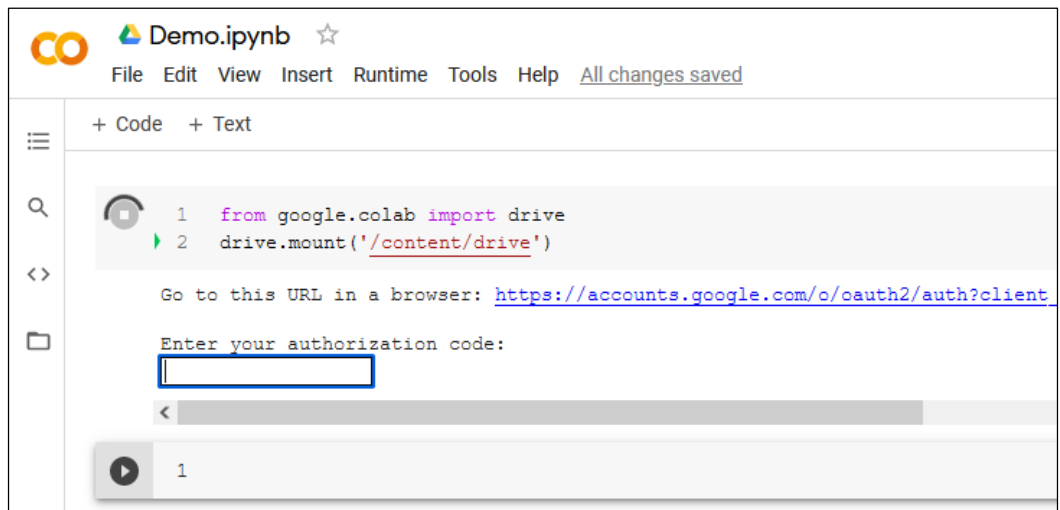 Demo.ipynb
File Edit View Insert Runtime Tools Help All changes saved
+ Code + Text
1 from google.colab import drive
2 drive.mount('/content/drive')
Go to this URL in a browser: https://accounts.google.com/o/oauth2/auth?client_
Enter your authorization code:
1